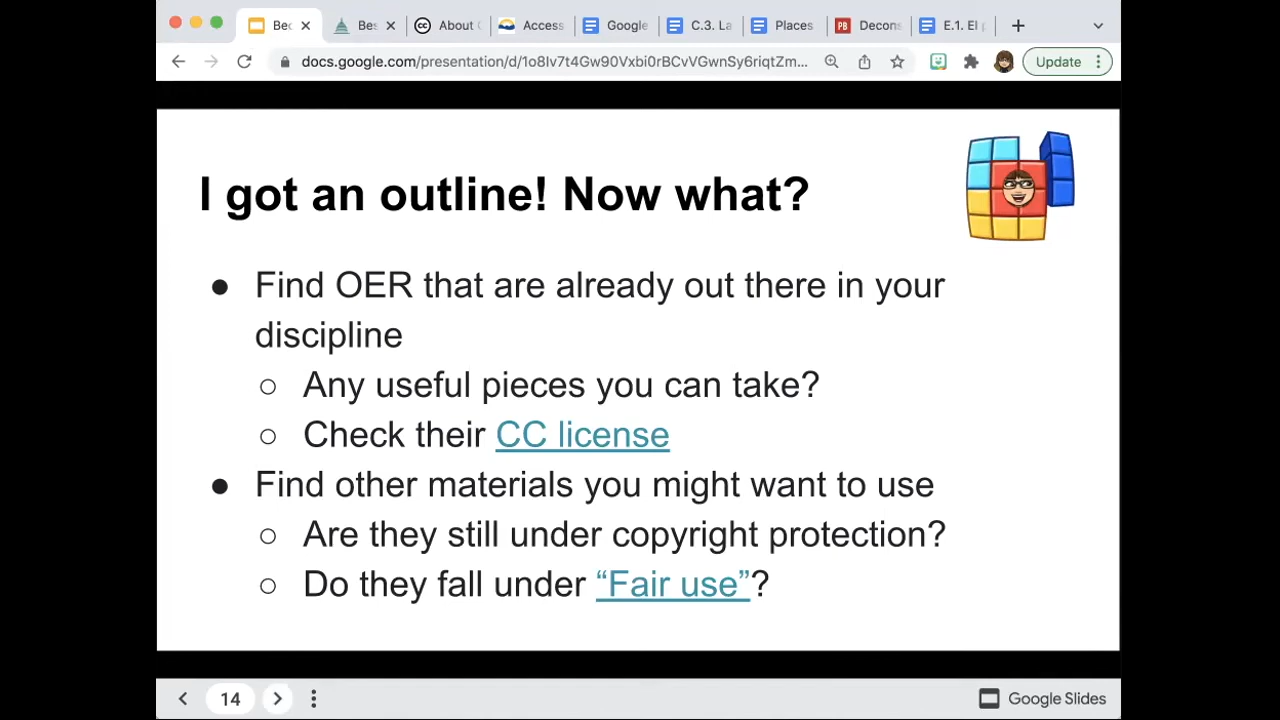 Bec
Bes
About
Access
Google
C.3. La
Places
PB
Decons
E.1. El
docs.google.com/presentation/d/1o8Iv7t4Gw90Vxbi0rBCvVGwnSy6riqtZm...
Update
I got an outline! Now what?
● Find OER that are already out there in your
discipline
○ Any useful pieces you can take?
○ Check their CC license
● Find other materials you might want to use
○ Are they still under copyright protection?
○ Do they fall under “Fair use”?
14
Google Slides